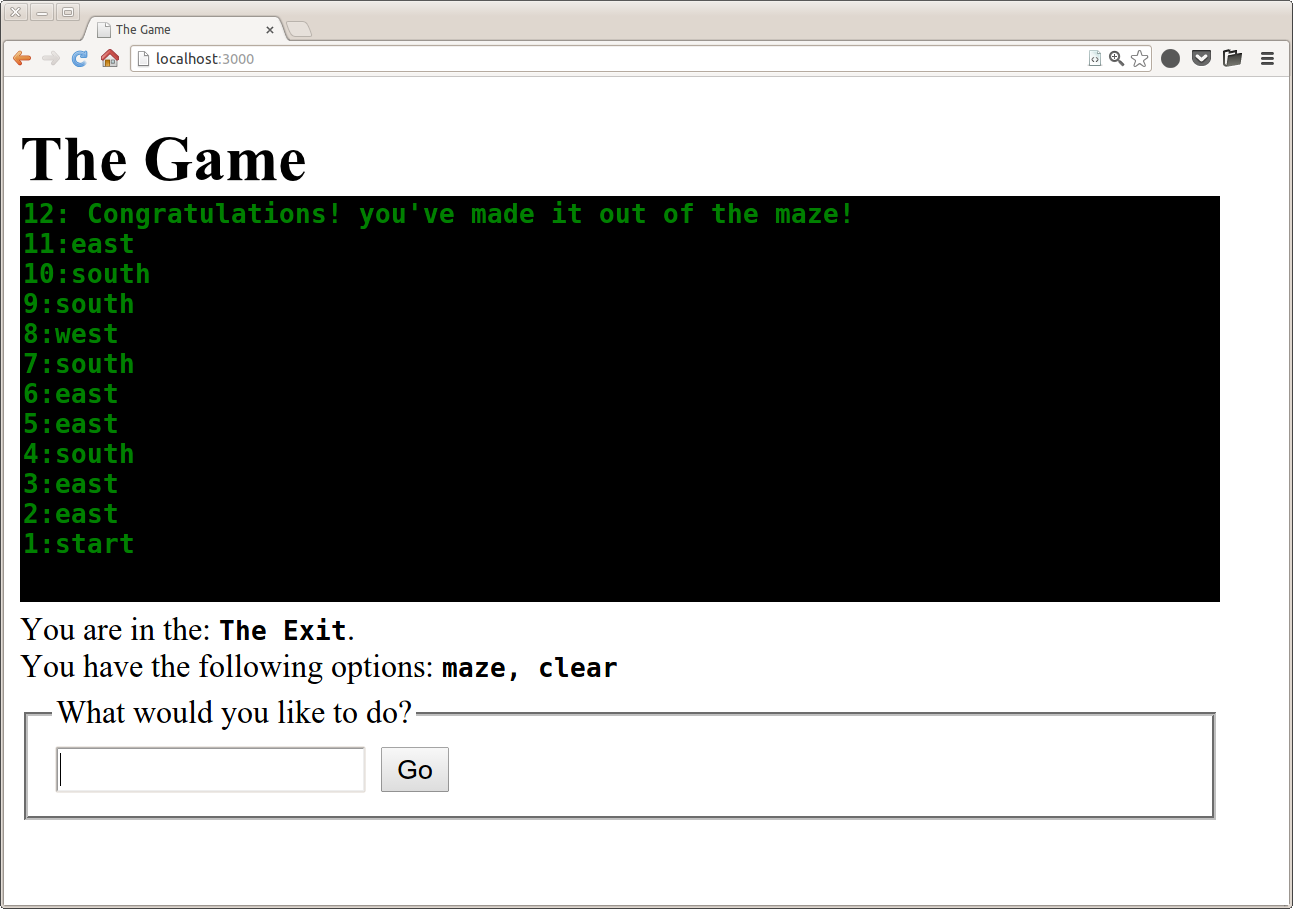 The Game
localhost:3000
The Game
12: Congratulations! you've made it out of the maze!
11:east
10:south
9:south
8:west
7:south
6:east
5:east
4:south
3:east
2:east
1:start
You are in the: The Exit.
You have the following options: maze, clear
What would you like to do?
Go